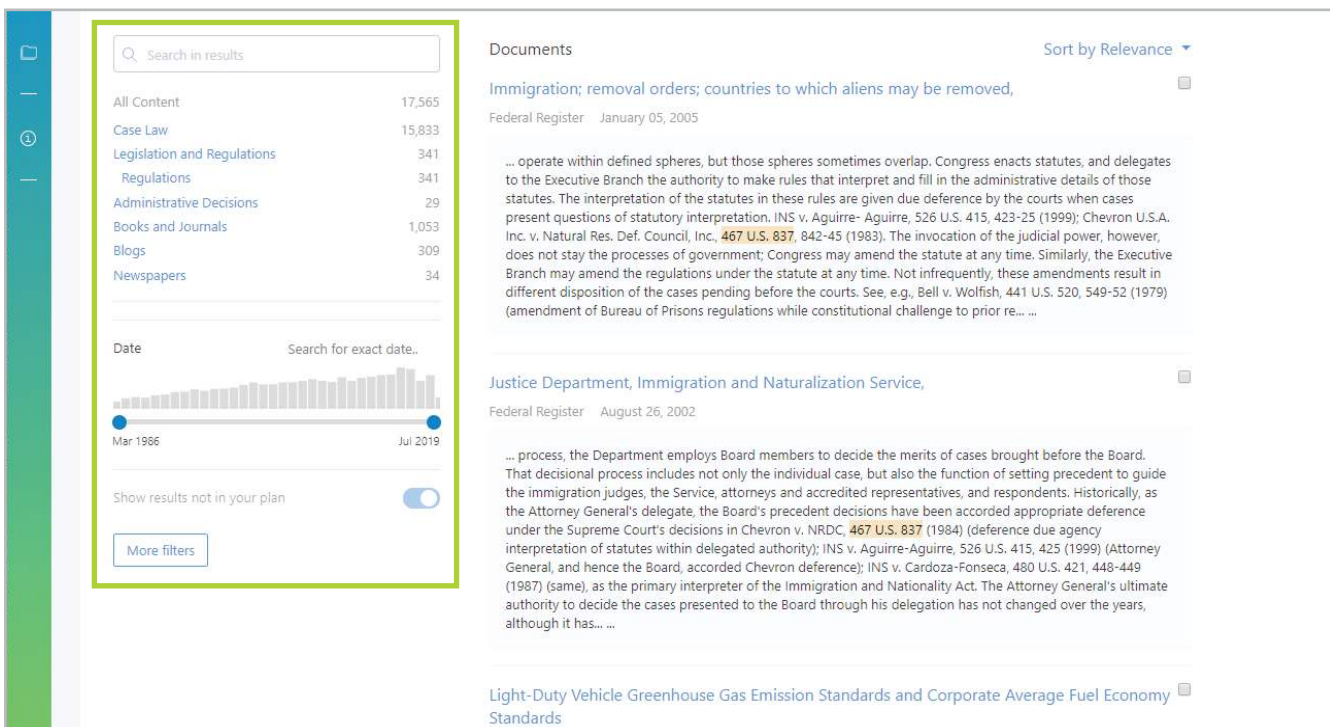 Search in results
All Content 17,565
Case Law 15,833
Legislation and Regulations 341
Regulations 341
Administrative Decisions 29
Books and Journals 1,053
Blogs 309
Newspapers 34
Date Search for exact date..
Mar 1986 Jul 2019
Show results not in your plan
More filters
Documents Sort by Relevance
Immigration; removal orders; countries to which aliens may be removed,
Federal Register January 05, 2005
... operate within defined spheres, but those spheres sometimes overlap. Congress enacts statutes, and delegates
to the Executive Branch the authority to make rules that interpret and fill in the administrative details of those
statutes. The interpretation of the statutes in these rules are given due deference by the courts when cases
present questions of statutory interpretation. INS v. Aguirre- Aguirre, 526 U.S. 415, 423-25 (1999); Chevron U.S.A.
Inc. v. Natural Res. Def. Council, Inc., 467 U.S. 837, 842-45 (1983). The invocation of the judicial power, however,
does not stay the processes of government; Congress may amend the statute at any time. Similarly, the Executive
Branch may amend the regulations under the statute at any time. Not infrequently, these amendments result in
different disposition of the cases pending before the courts. See, e.g., Bell v. Wolfish, 441 U.S. 520, 549-52 (1979)
(amendment of Bureau of Prisons regulations while constitutional challenge to prior re... ...
Justice Department, Immigration and Naturalization Service,
Federal Register August 26, 2002
... process, the Department employs Board members to decide the merits of cases brought before the Board.
That decisional process includes not only the individual case, but also the function of setting precedent to guide
the immigration judges, the Service, attorneys and accredited representatives, and respondents. Historically, as
the Attorney General's delegate, the Board's precedent decisions have been accorded appropriate deference
under the Supreme Court's decisions in Chevron v. NRDC, 467 U.S. 837 (1984) (deference due agency
interpretation of statutes within delegated authority); INS v. Aguirre-Aguirre, 526 U.S. 415, 425 (1999) (Attorney
General, and hence the Board, accorded Chevron deference); INS v. Cardoza-Fonseca, 480 U.S. 421, 448-449
(1987) (same), as the primary interpreter of the Immigration and Nationality Act. The Attorney General's ultimate
authority to decide the cases presented to the Board through his delegation has not changed over the years,
although it has... ...
Light-Duty Vehicle Greenhouse Gas Emission Standards and Corporate Average Fuel Economy
Standards